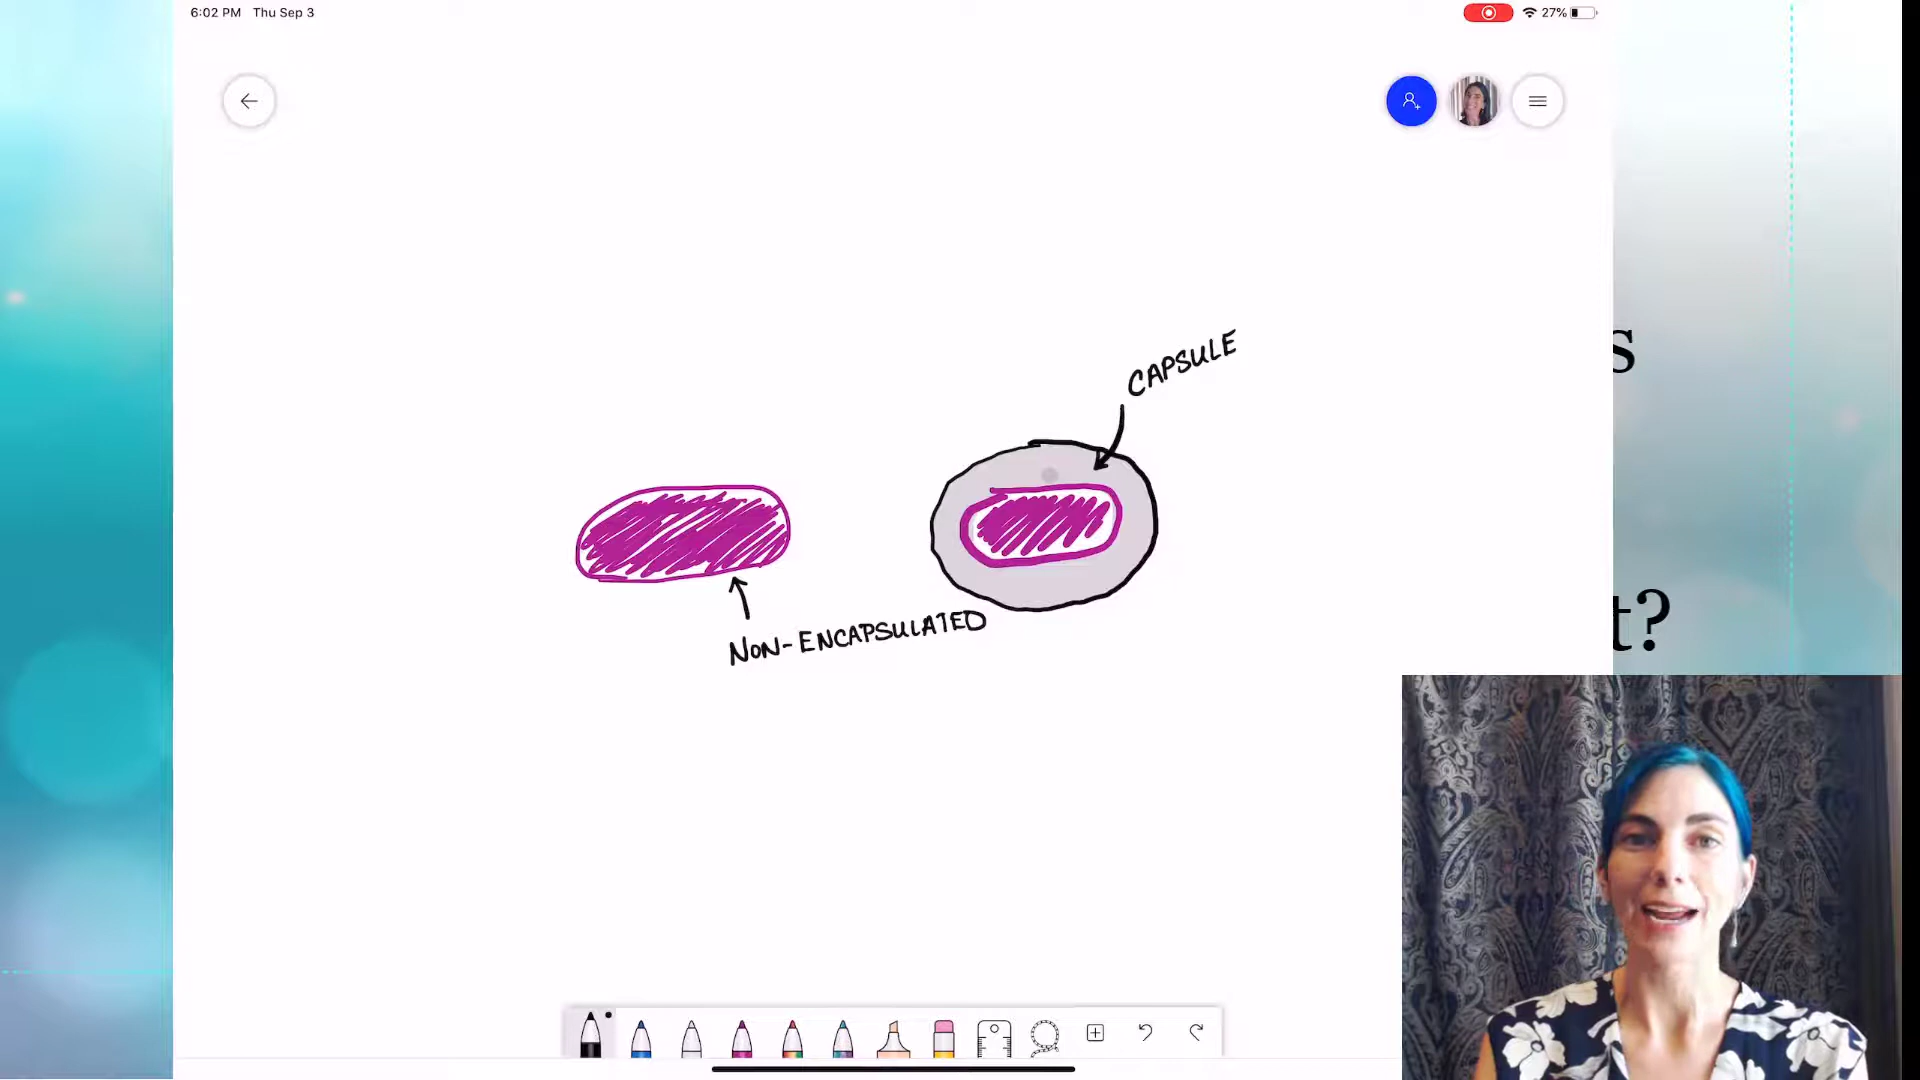 6:02 PM Thu Sep 3
27%
CAPSULE
s
NON-ENCAPSULATED
t?